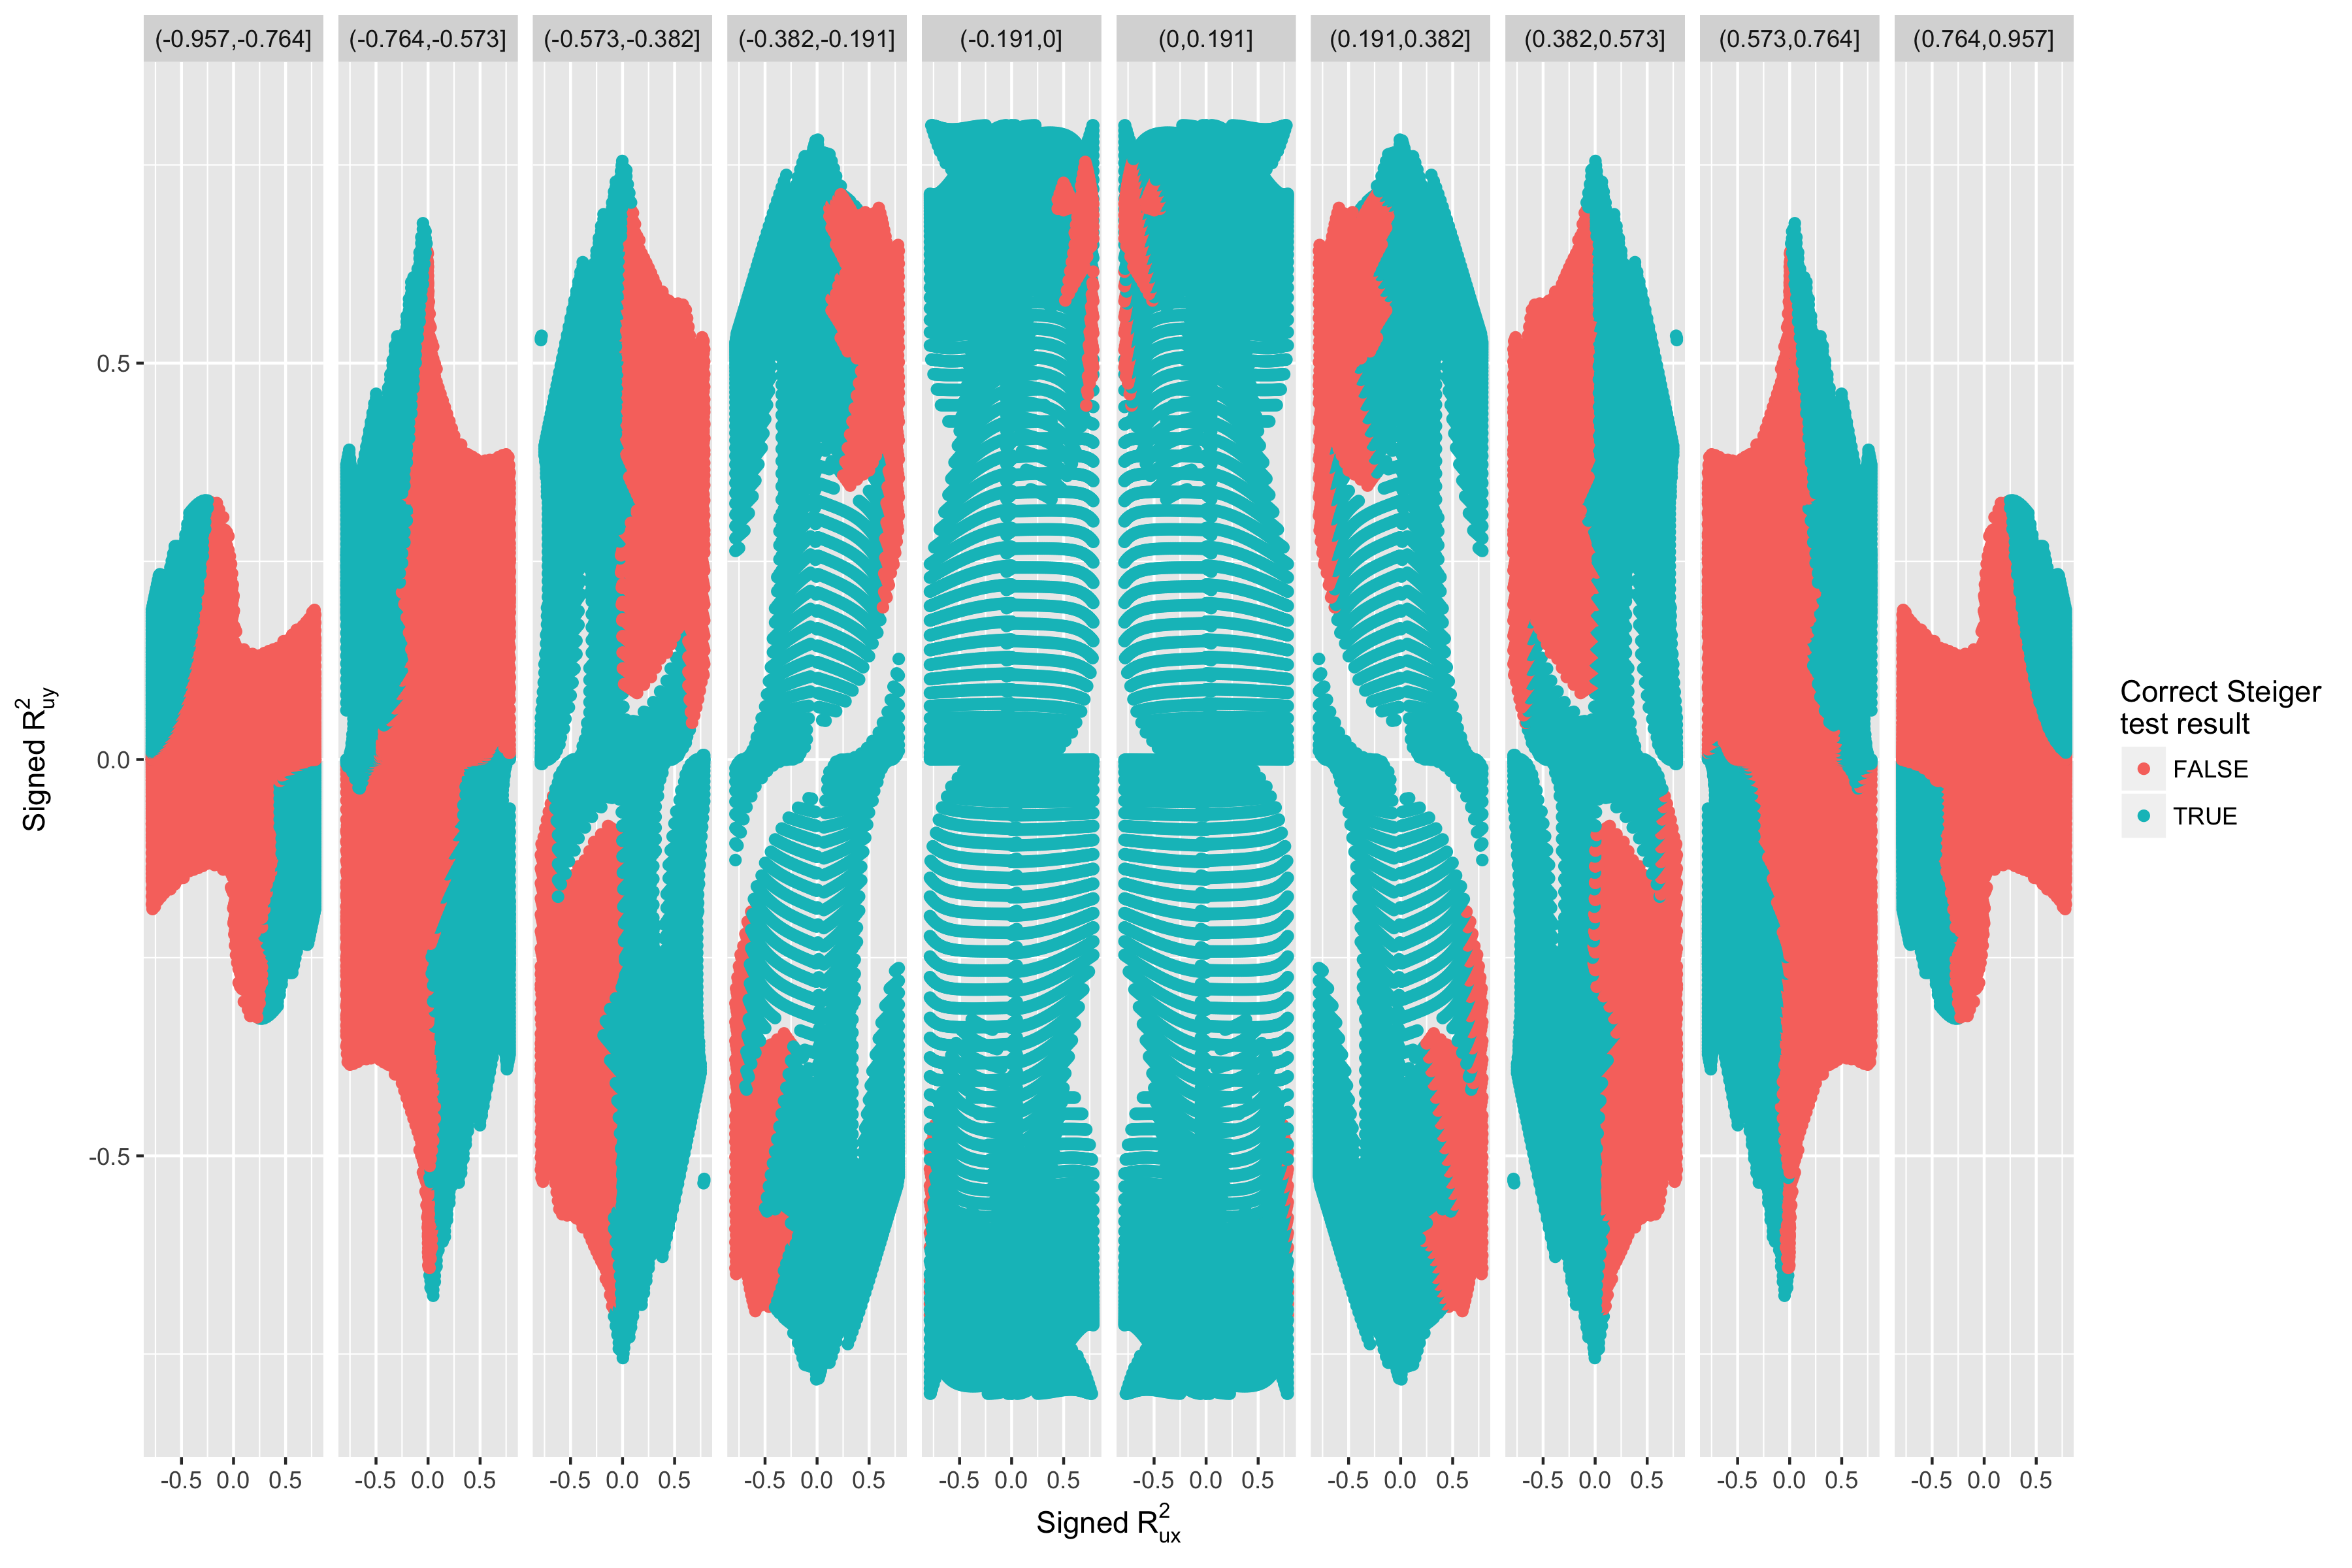 (-0.957,-0.764] (-0.764,-0.573] (-0.573,-0.382] (-0.382,-0.191] (-0.191,0] (0,0.191] (0.191,0.382] (0.382,0.573] (0.573,0.764] (0.764,0.957]
0.5
0.0
-0.5
Signed R²uy
-0.5 0.0 0.5 -0.5 0.0 0.5 -0.5 0.0 0.5 -0.5 0.0 0.5 -0.5 0.0 0.5 -0.5 0.0 0.5 -0.5 0.0 0.5 -0.5 0.0 0.5 -0.5 0.0 0.5 -0.5 0.0 0.5
Signed R²ux
Correct Steiger
test result
FALSE
TRUE